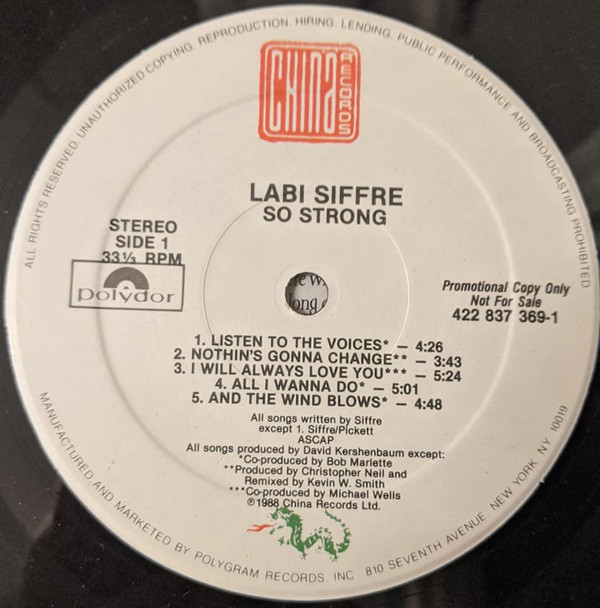 ALL RIGHTS RESERVED UNAUTHORIZED COPYING, REPRODUCTION, HIRING, LENDING, PUBLIC PERFORMANCE AND BROADCASTING PROHIBITED
CHINA RECORDS
LABI SIFFRE
SO STRONG
STEREO
SIDE 1
33⅓ RPM
polydor
Promotional Copy Only
Not For Sale
422 837 369-1
long
1. LISTEN TO THE VOICES* – 4:26
2. NOTHIN'S GONNA CHANGE** – 3:43
3. I WILL ALWAYS LOVE YOU*** – 5:24
4. ALL I WANNA DO* – 5:01
5. AND THE WIND BLOWS* – 4:48
All songs written by Siffre
except 1. Siffre/Pickett
ASCAP
All songs produced by David Kershenbaum except:
*Co-produced by Bob Marlette
**Produced by Christopher Neil and
Remixed by Kevin W. Smith
***Co-produced by Michael Wells
℗1988 China Records Ltd.
MANUFACTURED AND MARKETED BY POLYGRAM RECORDS INC 810 SEVENTH AVENUE NEW YORK NY 10019